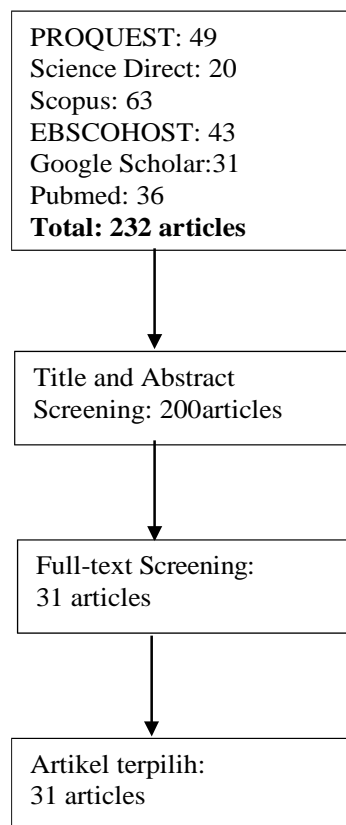 PROQUEST: 49
Science Direct: 20
Scopus: 63
EBSCOHOST: 43
Google Scholar:31
Pubmed: 36
Total: 232 articles
Title and Abstract
Screening: 200articles
Full-text Screening:
31 articles
Artikel terpilih:
31 articles